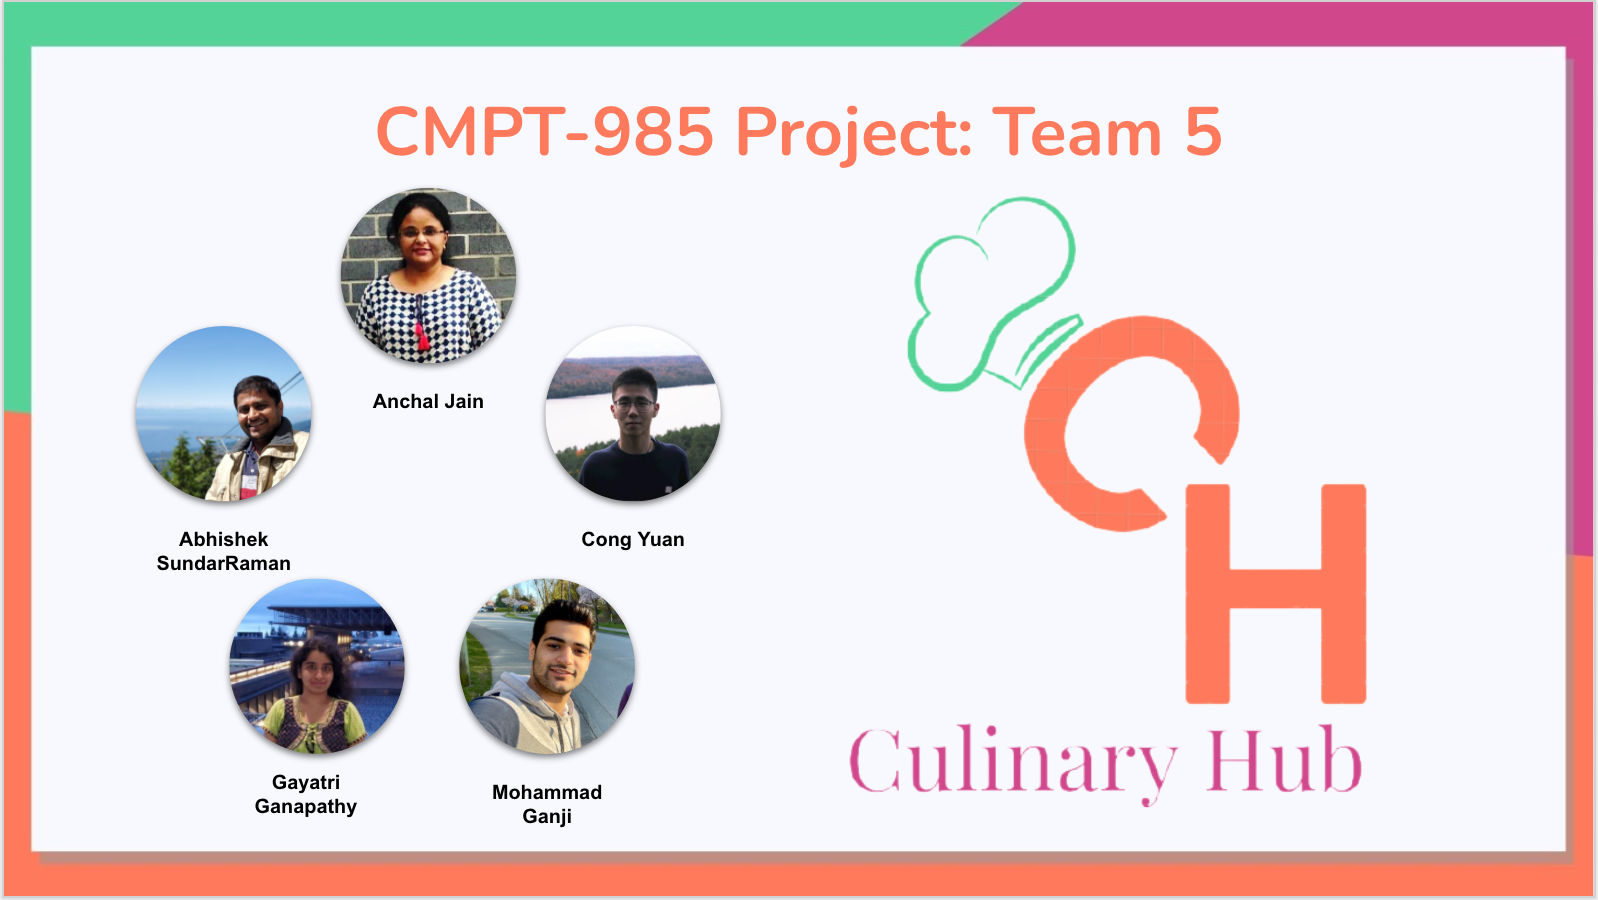 CMPT-985 Project: Team 5
Anchal Jain
Abhishek
SundarRaman
Cong Yuan
Gayatri
Ganapathy
Mohammad
Ganji
CH
Culinary Hub